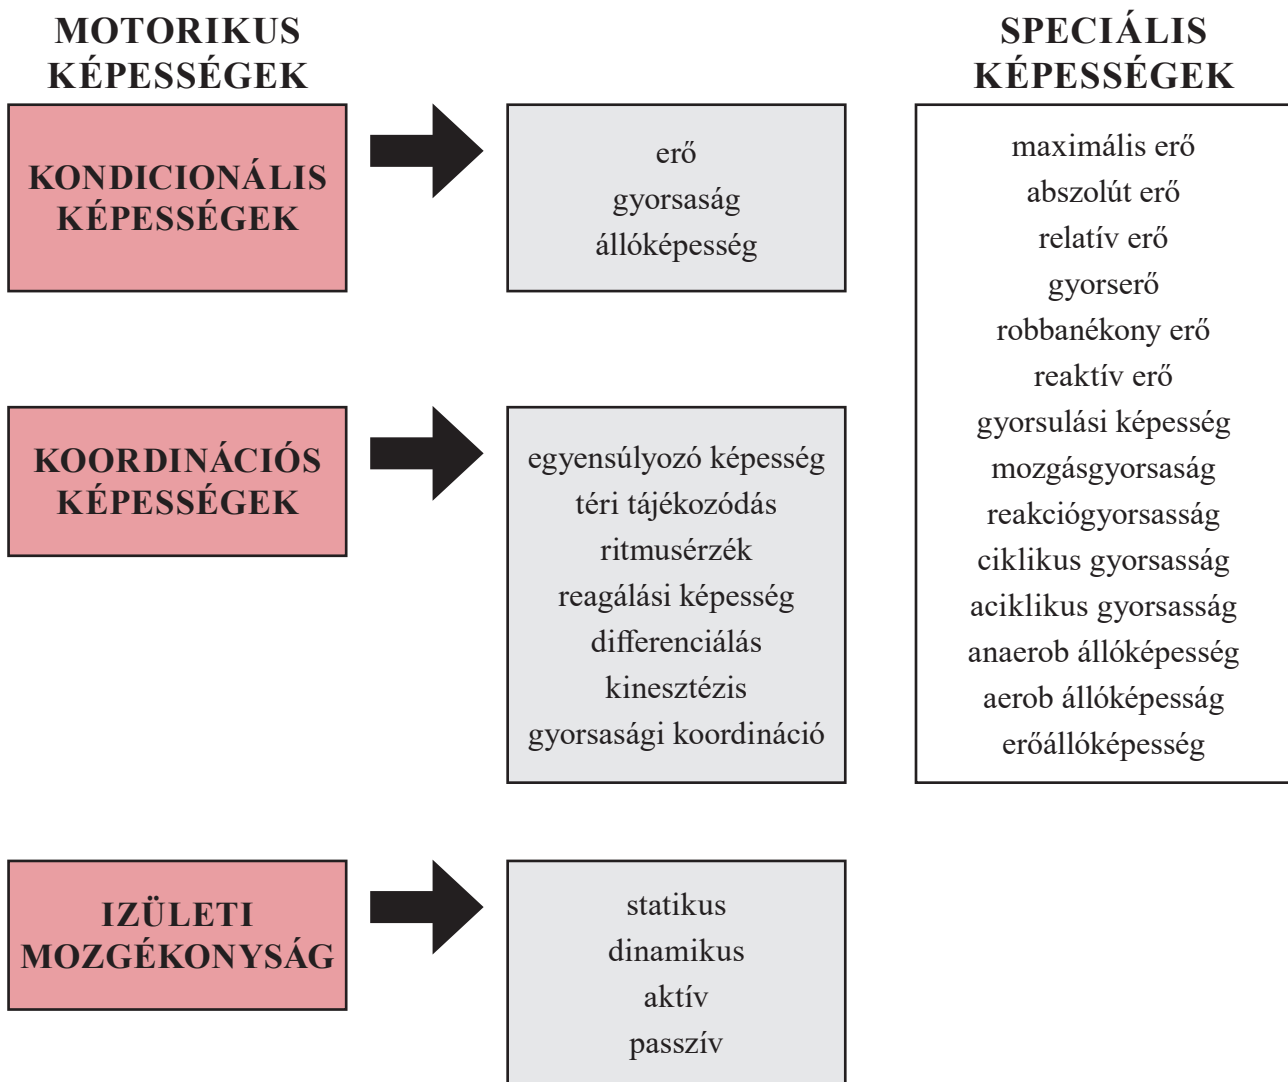 MOTORIKUS
KÉPESSÉGEK
KONDICIONÁLIS
KÉPESSÉGEK
erő
gyorsaság
állóképesség
KOORDINÁCIÓS
KÉPESSÉGEK
egyensúlyozó képesség
téri tájékozódás
ritmusérzék
reagálási képesség
differenciálás
kinesztézis
gyorsasági koordináció
IZÜLETI
MOZGÉKONYSÁG
statikus
dinamikus
aktív
passzív
SPECIÁLIS
KÉPESSÉGEK
maximális erő
abszolút erő
relatív erő
gyorserő
robbanékony erő
reaktív erő
gyorsulási képesség
mozgásgyorsaság
reakciógyorsasság
ciklikus gyorsasság
aciklikus gyorsasság
anaerob állóképesség
aerob állóképesság
erőállóképesség